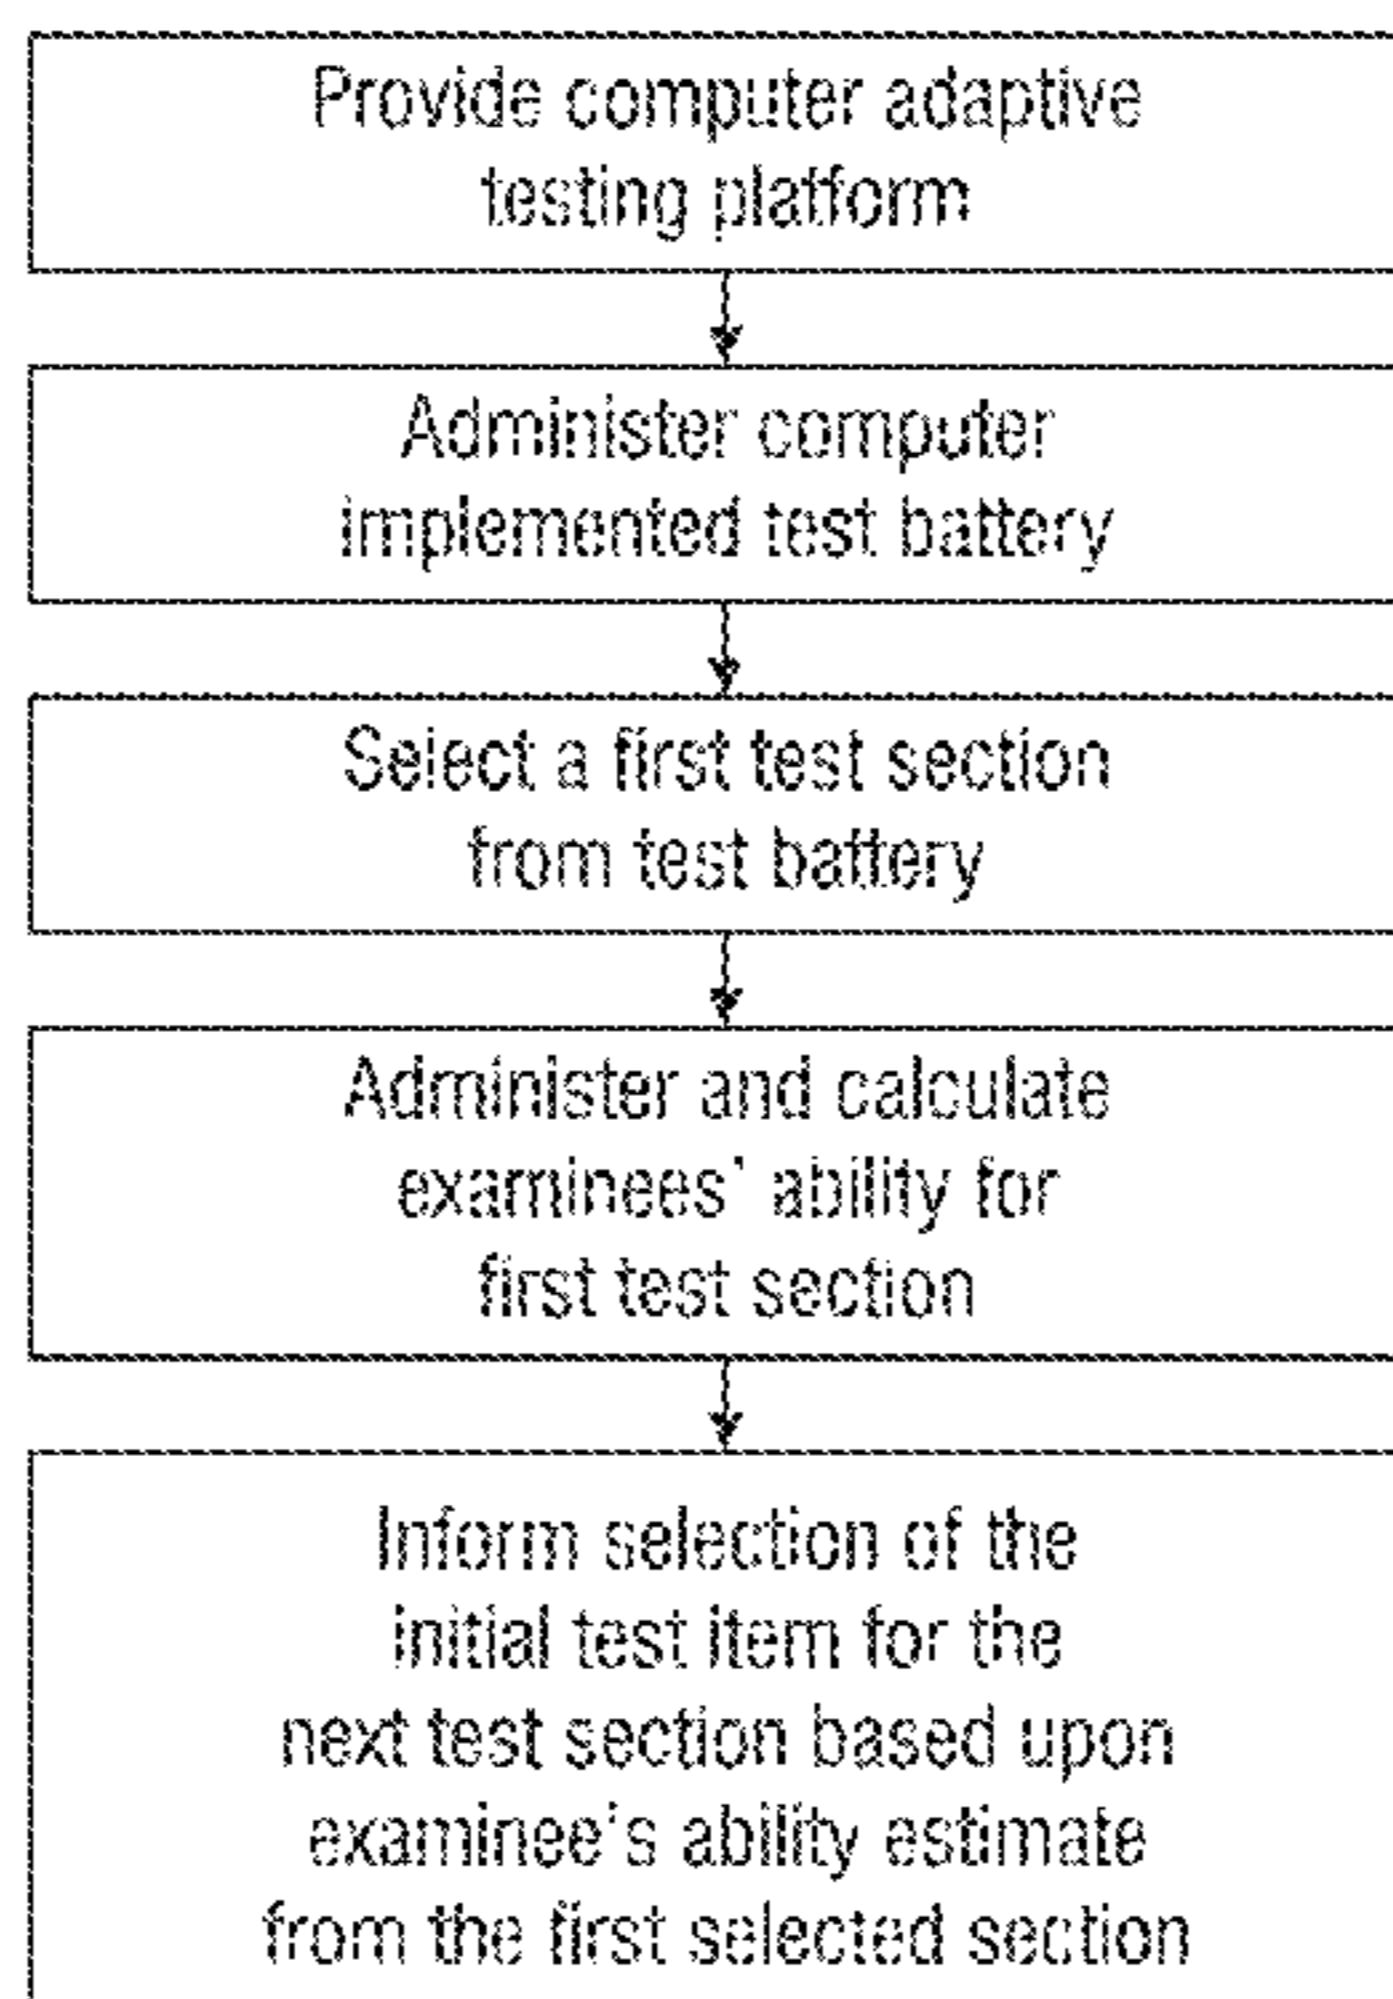 Provide computer adaptive
testing platform
Administer computer
implemented test battery
Select a first test section
from test battery
Administer and calculate
examinees' ability for
first test section
Inform selection of the
initial test item for the
next test section based upon
examinee's ability estimate
from the first selected section